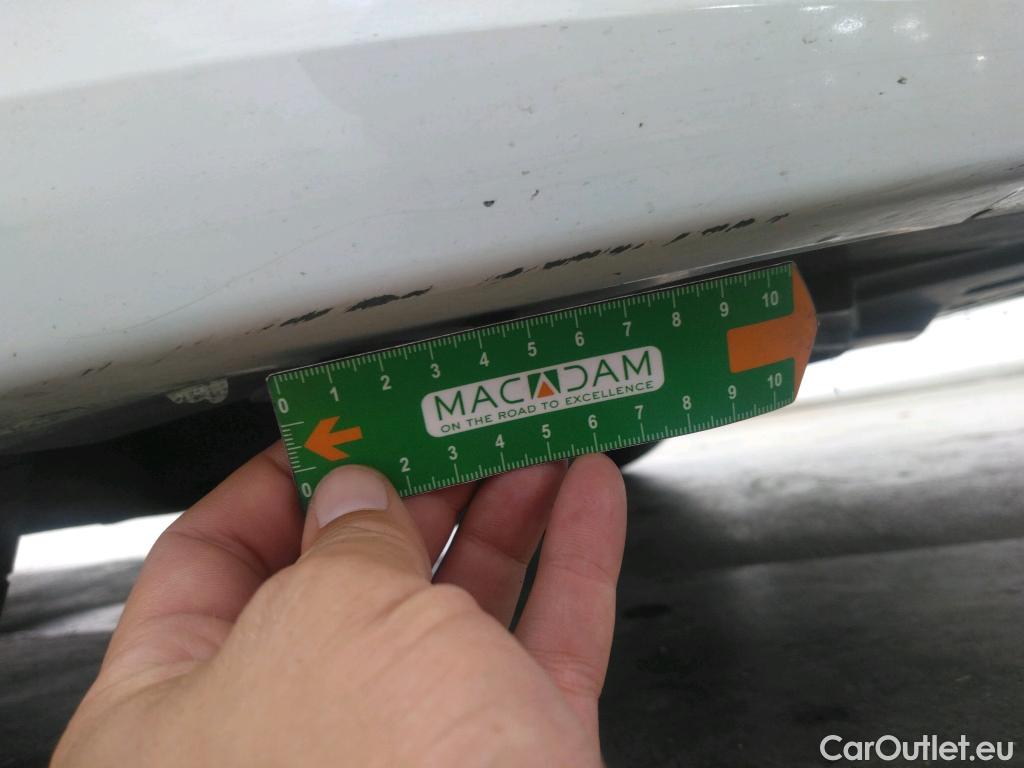 0 1 2 3 4 5 6 7 8 9 10
MACADAM
ON THE ROAD TO EXCELLENCE
0 2 3 4 5 6 7 8 9 10
CarOutlet.eu